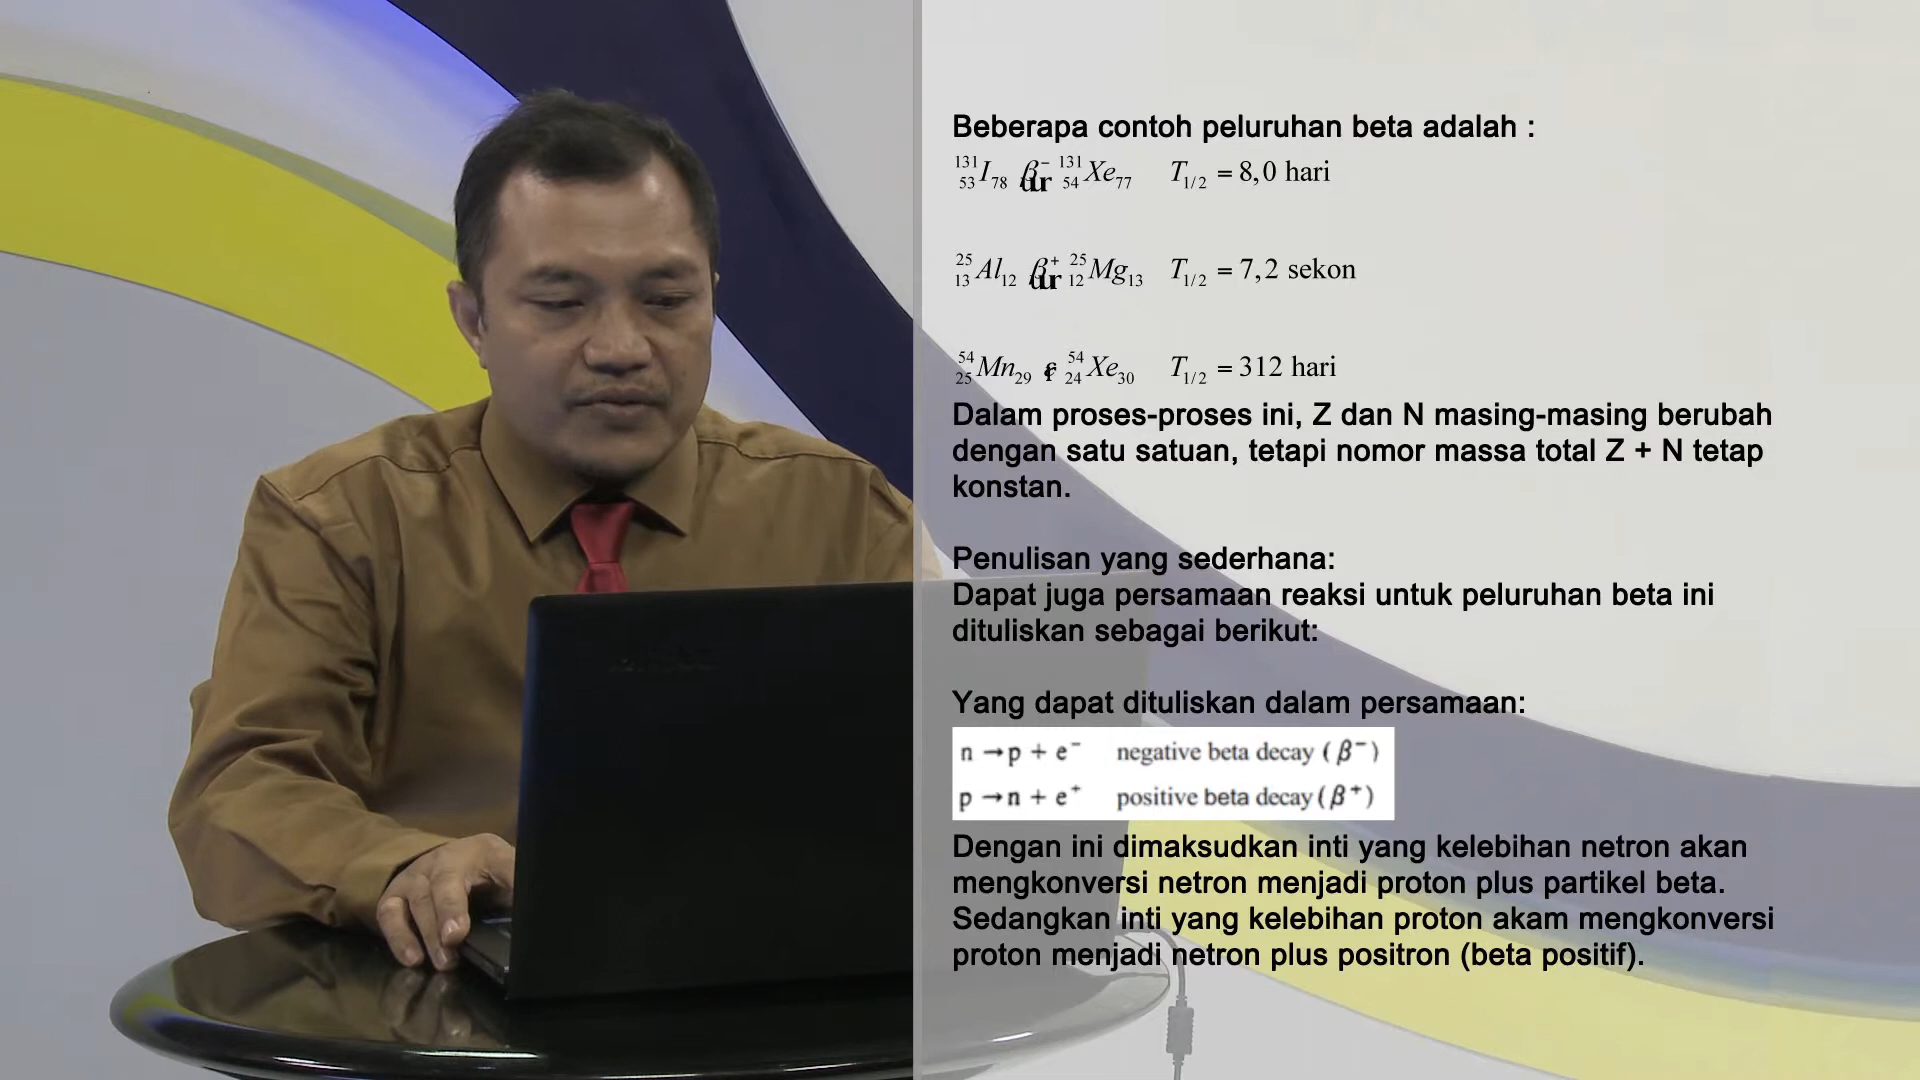 Beberapa contoh peluruhan beta adalah :
¹³¹₅₃I₇₈ β⁻ ¹³¹₅₄Xe₇₇ T₁/₂ = 8,0 hari
²⁵₁₃Al₁₂ β⁺ ²⁵₁₂Mg₁₃ T₁/₂ = 7,2 sekon
⁵⁴₂₅Mn₂₉ ⁵⁴₂₄Xe₃₀ T₁/₂ = 312 hari
Dalam proses-proses ini, Z dan N masing-masing berubah
dengan satu satuan, tetapi nomor massa total Z + N tetap
konstan.
Penulisan yang sederhana:
Dapat juga persamaan reaksi untuk peluruhan beta ini
dituliskan sebagai berikut:
Yang dapat dituliskan dalam persamaan:
n → p + e⁻ negative beta decay ( β⁻ )
p → n + e⁺ positive beta decay ( β⁺ )
Dengan ini dimaksudkan inti yang kelebihan netron akan
mengkonversi netron menjadi proton plus partikel beta.
Sedangkan inti yang kelebihan proton akam mengkonversi
proton menjadi netron plus positron (beta positif).